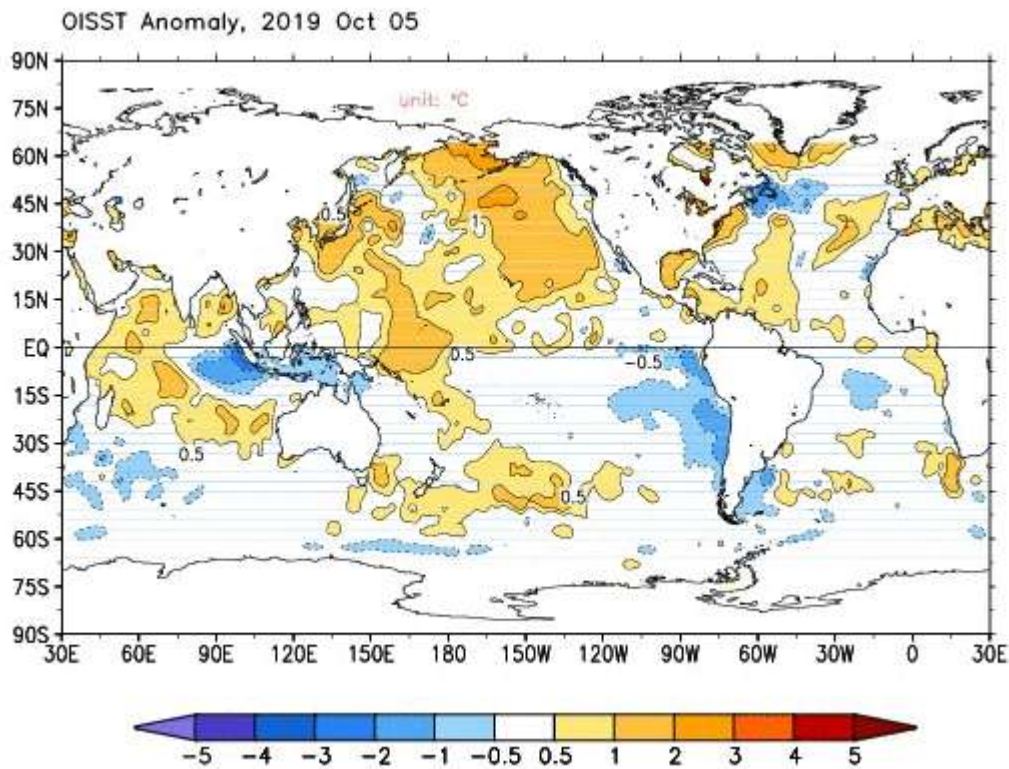 OISST Anomaly, 2019 Oct 05
90N
unit: °C
75N
60N
45N
0.5
1
30N
15N
EQ
0.5
-0.5
15S
30S
0.5
45S
0.5
60S
75S
90S
30E 60E 90E 120E 150E 180 150W 120W 90W 60W 30W 0 30E
-5 -4 -3 -2 -1 -0.5 0.5 1 2 3 4 5